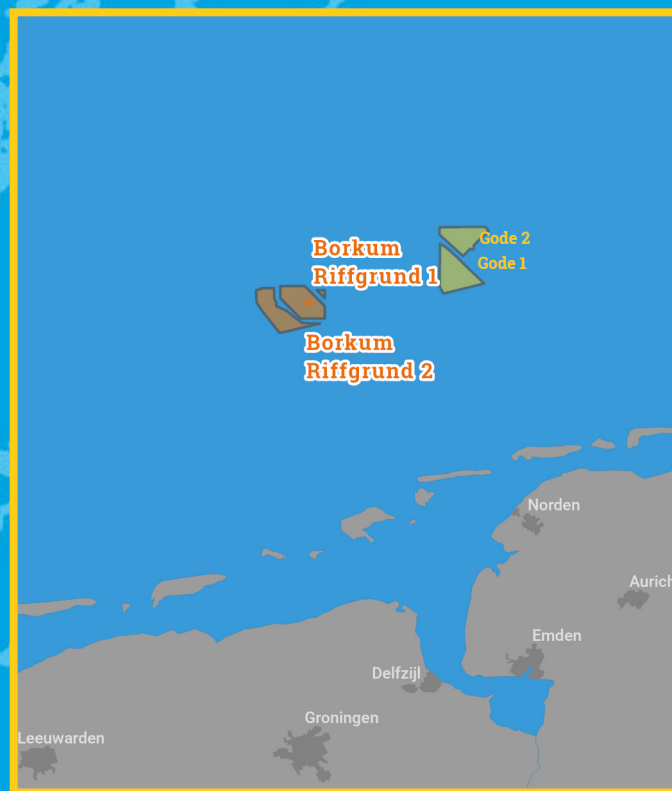 Gode 2
Borkum
Riffgrund 1
Gode 1
Borkum
Riffgrund 2
Norden
Aurich
Emden
Delfzijl
Groningen
Leeuwarden